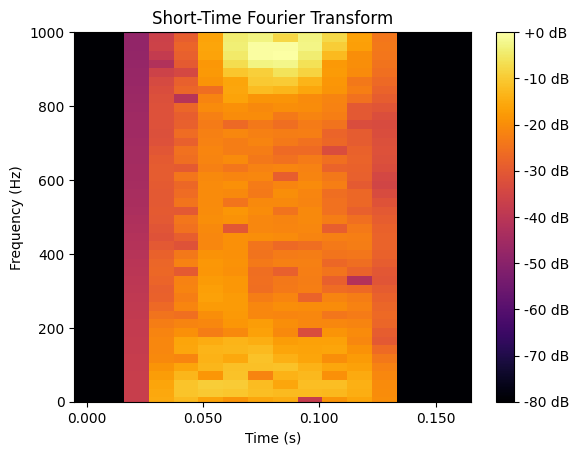 Short-Time Fourier Transform
1000
800
600
400
200
0
Frequency (Hz)
0.000
0.050
0.100
0.150
Time (s)
+0 dB
-10 dB
-20 dB
-30 dB
-40 dB
-50 dB
-60 dB
-70 dB
-80 dB